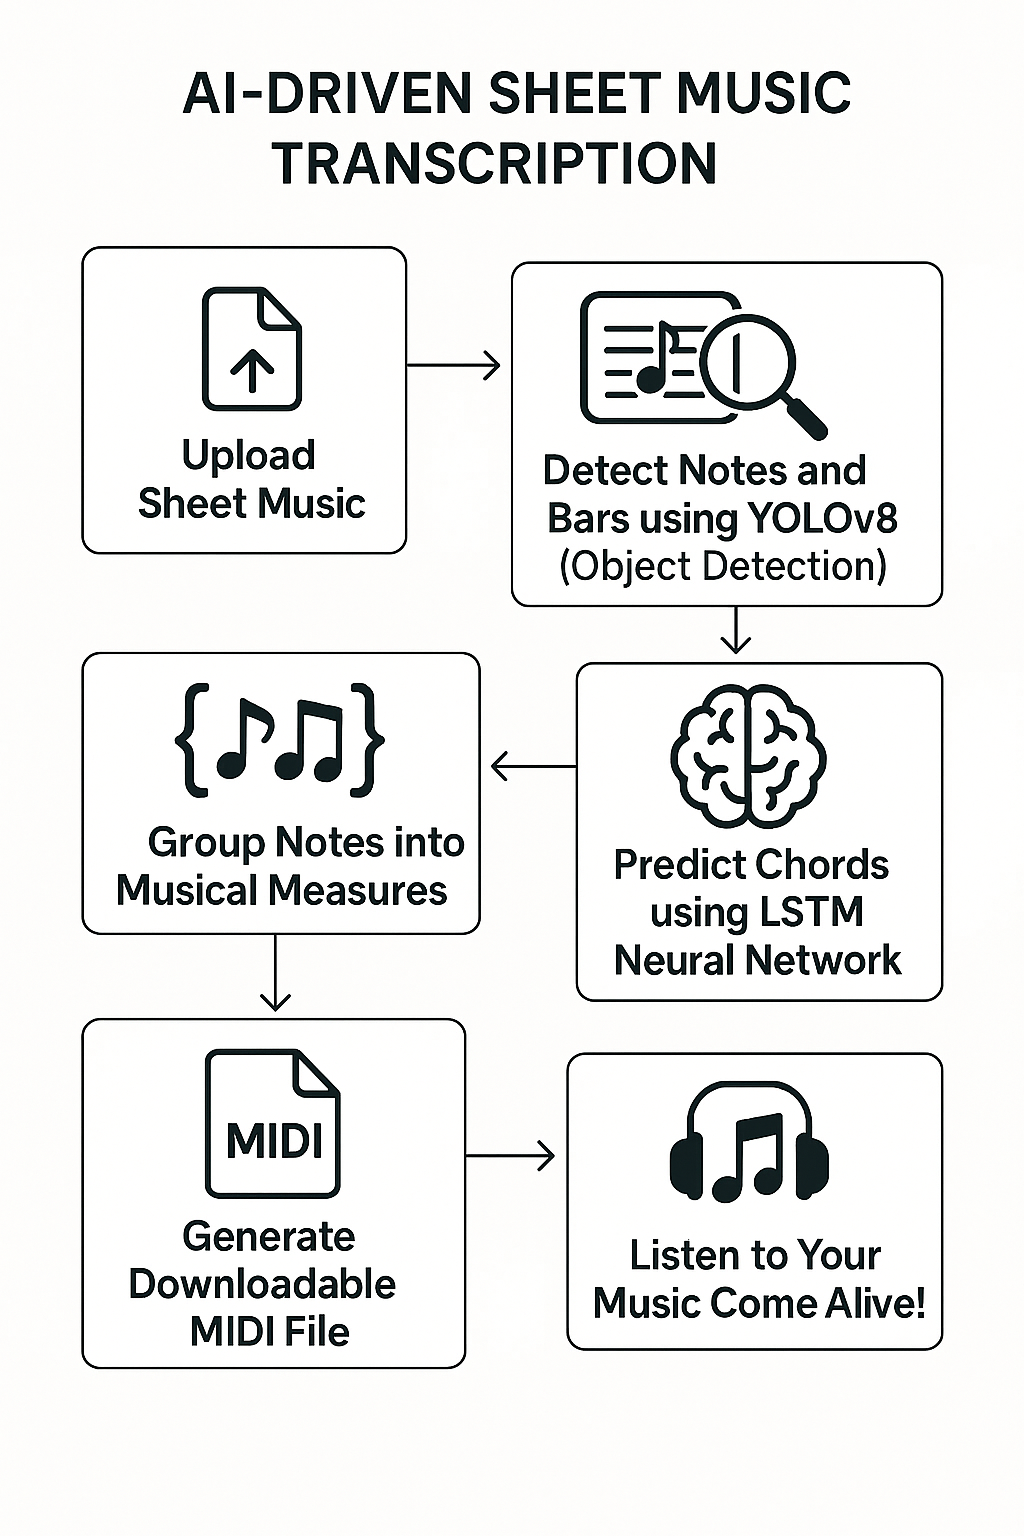 AI-DRIVEN SHEET MUSIC
TRANSCRIPTION
Upload
Sheet Music
Detect Notes and
Bars using YOLOv8
(Object Detection)
Predict Chords
using LSTM
Neural Network
Group Notes into
Musical Measures
MIDI
Generate
Downloadable
MIDI File
Listen to Your
Music Come Alive!